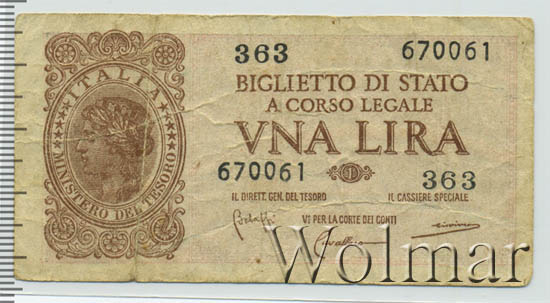 363 670061
BIGLIETTO DI STATO
A CORSO LEGALE
VNA LIRA
670061 1 363
IL DIRETT. GEN. DEL TESORO IL CASSIERE SPECIALE
VI PER LA CORTE DEI CONTI
ITALIA
MINISTERO DEL TESORO
Wolmar